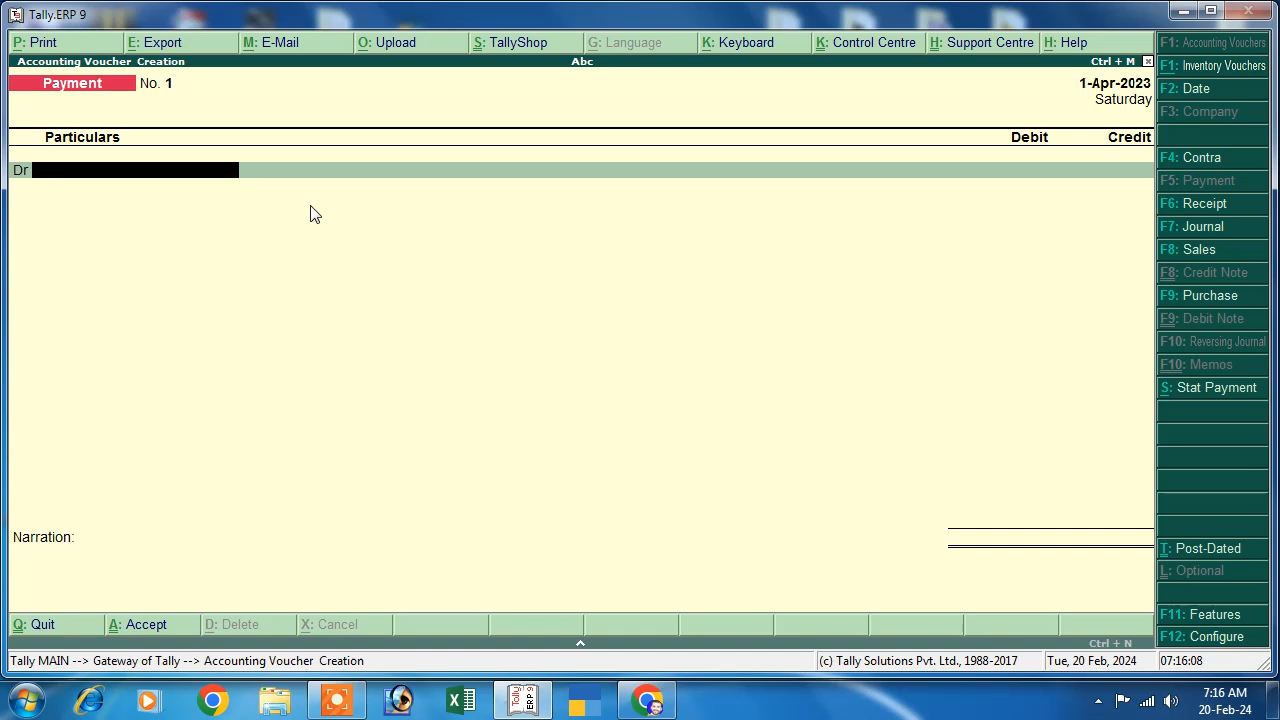 Tally.ERP 9
P: Print E: Export M: E-Mail O: Upload S: TallyShop G: Language K: Keyboard K: Control Centre H: Support Centre H: Help
Accounting Voucher Creation Abc Ctrl + M
Payment No. 1 1-Apr-2023
Saturday
Particulars Debit Credit
Dr
Narration:
F1: Accounting Vouchers
F1: Inventory Vouchers
F2: Date
F3: Company
F4: Contra
F5: Payment
F6: Receipt
F7: Journal
F8: Sales
F8: Credit Note
F9: Purchase
F9: Debit Note
F10: Reversing Journal
F10: Memos
S: Stat Payment
T: Post-Dated
L: Optional
F11: Features
F12: Configure
Q: Quit A: Accept D: Delete X: Cancel
Ctrl + N
Tally MAIN --> Gateway of Tally --> Accounting Voucher Creation (c) Tally Solutions Pvt. Ltd., 1988-2017 Tue, 20 Feb, 2024 07:16:08
Tally
ERP 9
7:16 AM
20-Feb-24